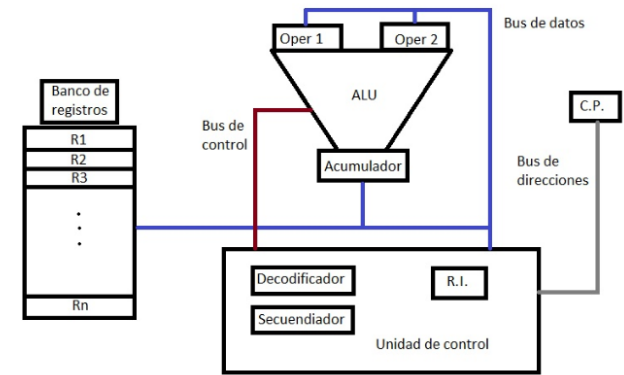 Bus de datos
Oper 1
Oper 2
ALU
Banco de
registros
C.P.
R1
R2
R3
Bus de
control
Acumulador
Bus de
direcciones
Rn
Decodificador
R.I.
Secuendiador
Unidad de control